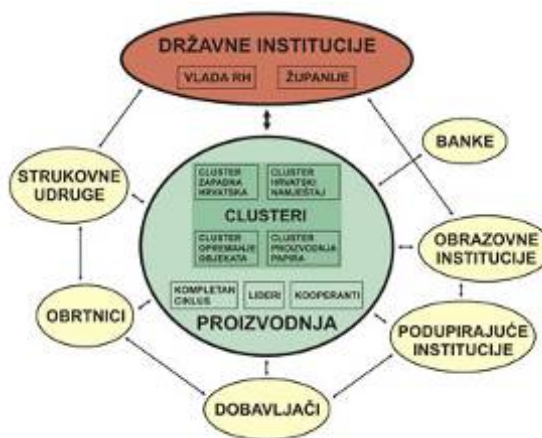 DRŽAVNE INSTITUCIJE
VLADA RH
ŽUPANIJE
BANKE
STRUKOVNE
UDRUGE
CLUSTER
ZAPADNA
HRVATSKA
CLUSTER
HRVATSKI
NAMJEŠTAJ
CLUSTERI
CLUSTER
OPREMANJE
OBJEKATA
CLUSTER
PROIZVODNJA
PAPIRA
OBRAZOVNE
INSTITUCIJE
KOMPLETAN
CIKLUS
LIDERI
KOOPERANTI
PROIZVODNJA
OBRTNICI
PODUPIRAJUĆE
INSTITUCIJE
DOBAVLJAČI